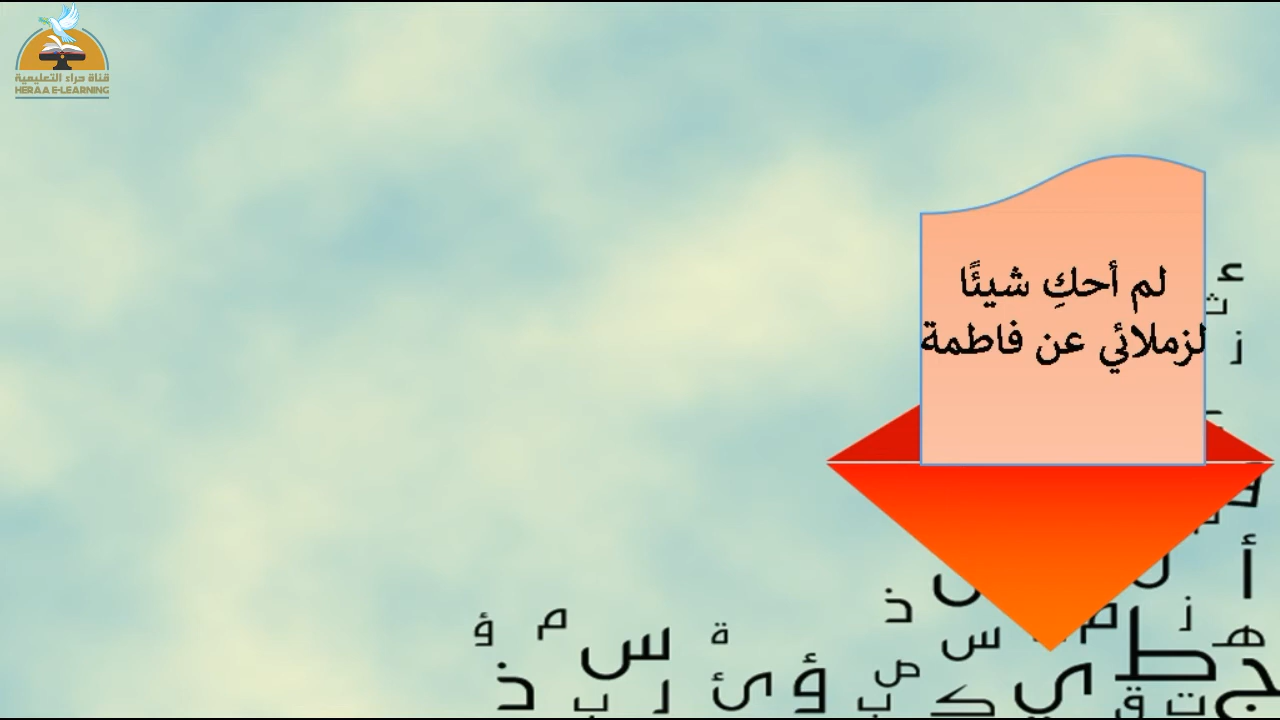 قناة حراء التعليمية
HERAA E-LEARNING
لم أحكِ شيئًا
لزملائي عن فاطمة